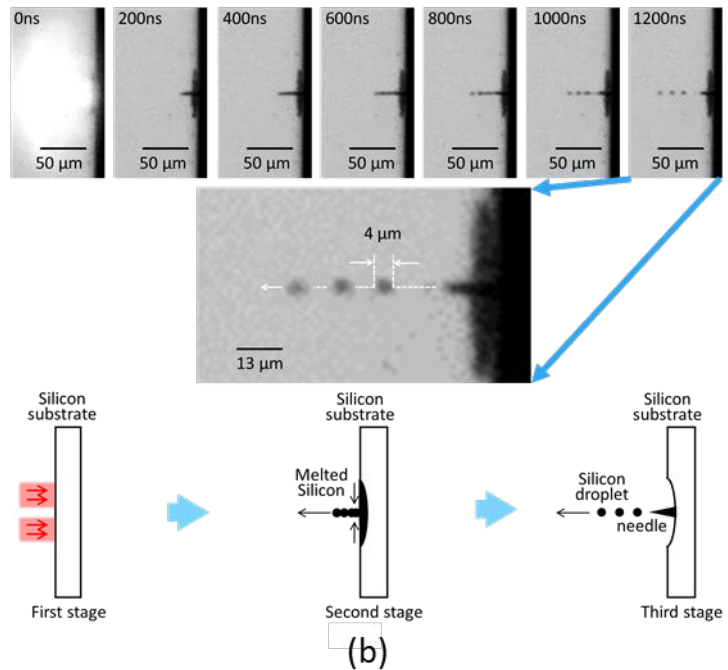 0ns 200ns 400ns 600ns 800ns 1000ns 1200ns
50 μm 50 μm 50 μm 50 μm 50 μm 50 μm 50 μm
4 μm
13 μm
Silicon
substrate
Silicon
substrate
Silicon
substrate
Melted
Silicon
Silicon
droplet
needle
First stage
Second stage
Third stage
(b)